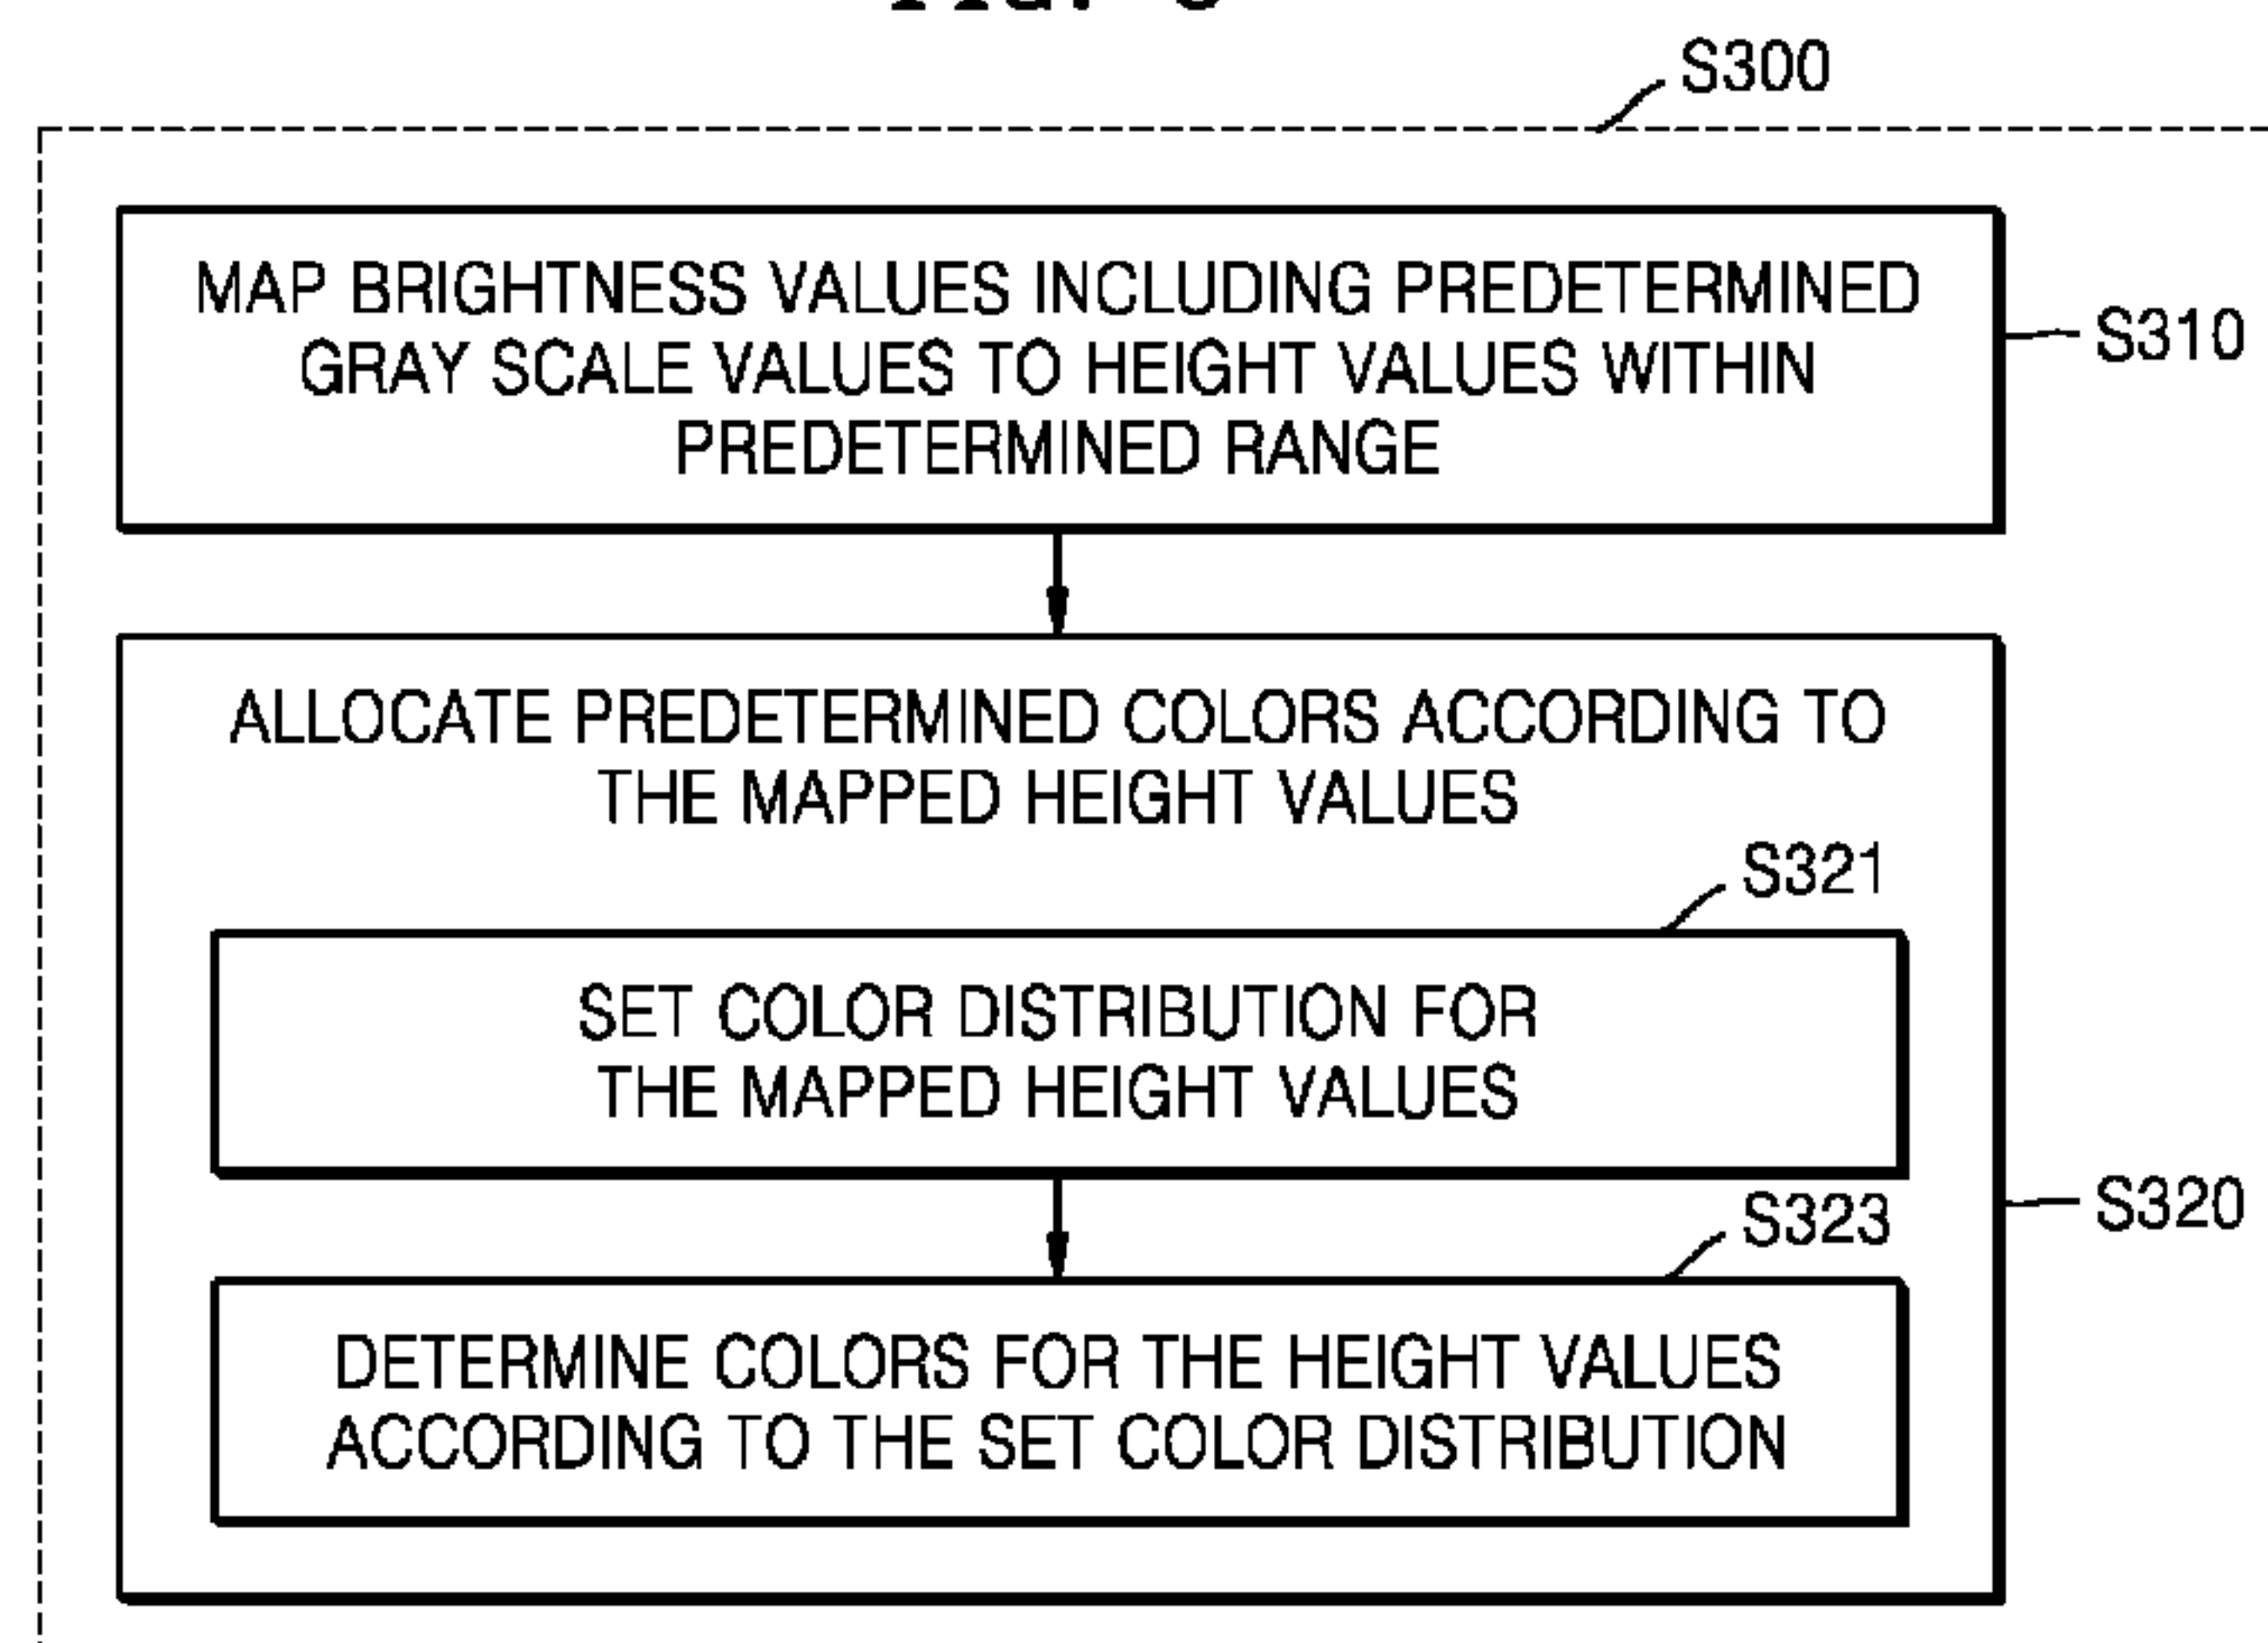 S300
MAP BRIGHTNESS VALUES INCLUDING PREDETERMINED
GRAY SCALE VALUES TO HEIGHT VALUES WITHIN
PREDETERMINED RANGE
S310
ALLOCATE PREDETERMINED COLORS ACCORDING TO
THE MAPPED HEIGHT VALUES
S321
SET COLOR DISTRIBUTION FOR
THE MAPPED HEIGHT VALUES
S320
S323
DETERMINE COLORS FOR THE HEIGHT VALUES
ACCORDING TO THE SET COLOR DISTRIBUTION